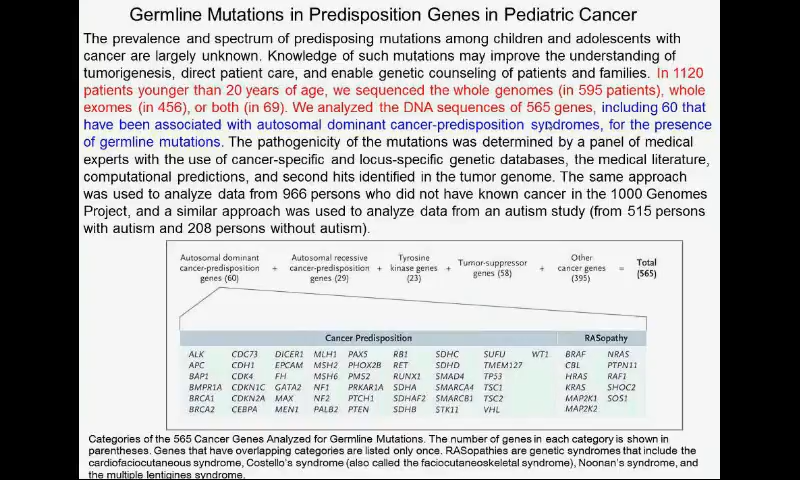 Germline Mutations in Predisposition Genes in Pediatric Cancer
The prevalence and spectrum of predisposing mutations among children and adolescents with
cancer are largely unknown. Knowledge of such mutations may improve the understanding of
tumorigenesis, direct patient care, and enable genetic counseling of patients and families. In 1120
patients younger than 20 years of age, we sequenced the whole genomes (in 595 patients), whole
exomes (in 456), or both (in 69). We analyzed the DNA sequences of 565 genes, including 60 that
have been associated with autosomal dominant cancer-predisposition syndromes, for the presence
of germline mutations. The pathogenicity of the mutations was determined by a panel of medical
experts with the use of cancer-specific and locus-specific genetic databases, the medical literature,
computational predictions, and second hits identified in the tumor genome. The same approach
was used to analyze data from 966 persons who did not have known cancer in the 1000 Genomes
Project, and a similar approach was used to analyze data from an autism study (from 515 persons
with autism and 208 persons without autism).
Autosomal dominant cancer-predisposition genes (60) + Autosomal recessive cancer-predisposition genes (29) + Tyrosine kinase genes (23) + Tumor-suppressor genes (58) + Other cancer genes (395) = Total (565)
Cancer Predisposition RASopathy
ALK CDC73 DICER1 MLH1 PAX5 RB1 SDHC SUFU WT1 BRAF NRAS
APC CDH1 EPCAM MSH2 PHOX2B RET SDHD TMEM127 CBL PTPN11
BAP1 CDK4 FH MSH6 PMS2 RUNX1 SMAD4 TP53 HRAS RAF1
BMPR1A CDKN1C GATA2 NF1 PRKAR1A SDHA SMARCA4 TSC1 KRAS SHOC2
BRCA1 CDKN2A MAX NF2 PTCH1 SDHAF2 SMARCB1 TSC2 MAP2K1 SOS1
BRCA2 CEBPA MEN1 PALB2 PTEN SDHB STK11 VHL MAP2K2
Categories of the 565 Cancer Genes Analyzed for Germline Mutations. The number of genes in each category is shown in
parentheses. Genes that have overlapping categories are listed only once. RASopathies are genetic syndromes that include the
cardiofaciocutaneous syndrome, Costello's syndrome (also called the faciocutaneoskeletal syndrome), Noonan's syndrome, and
the multiple lentigines syndrome.